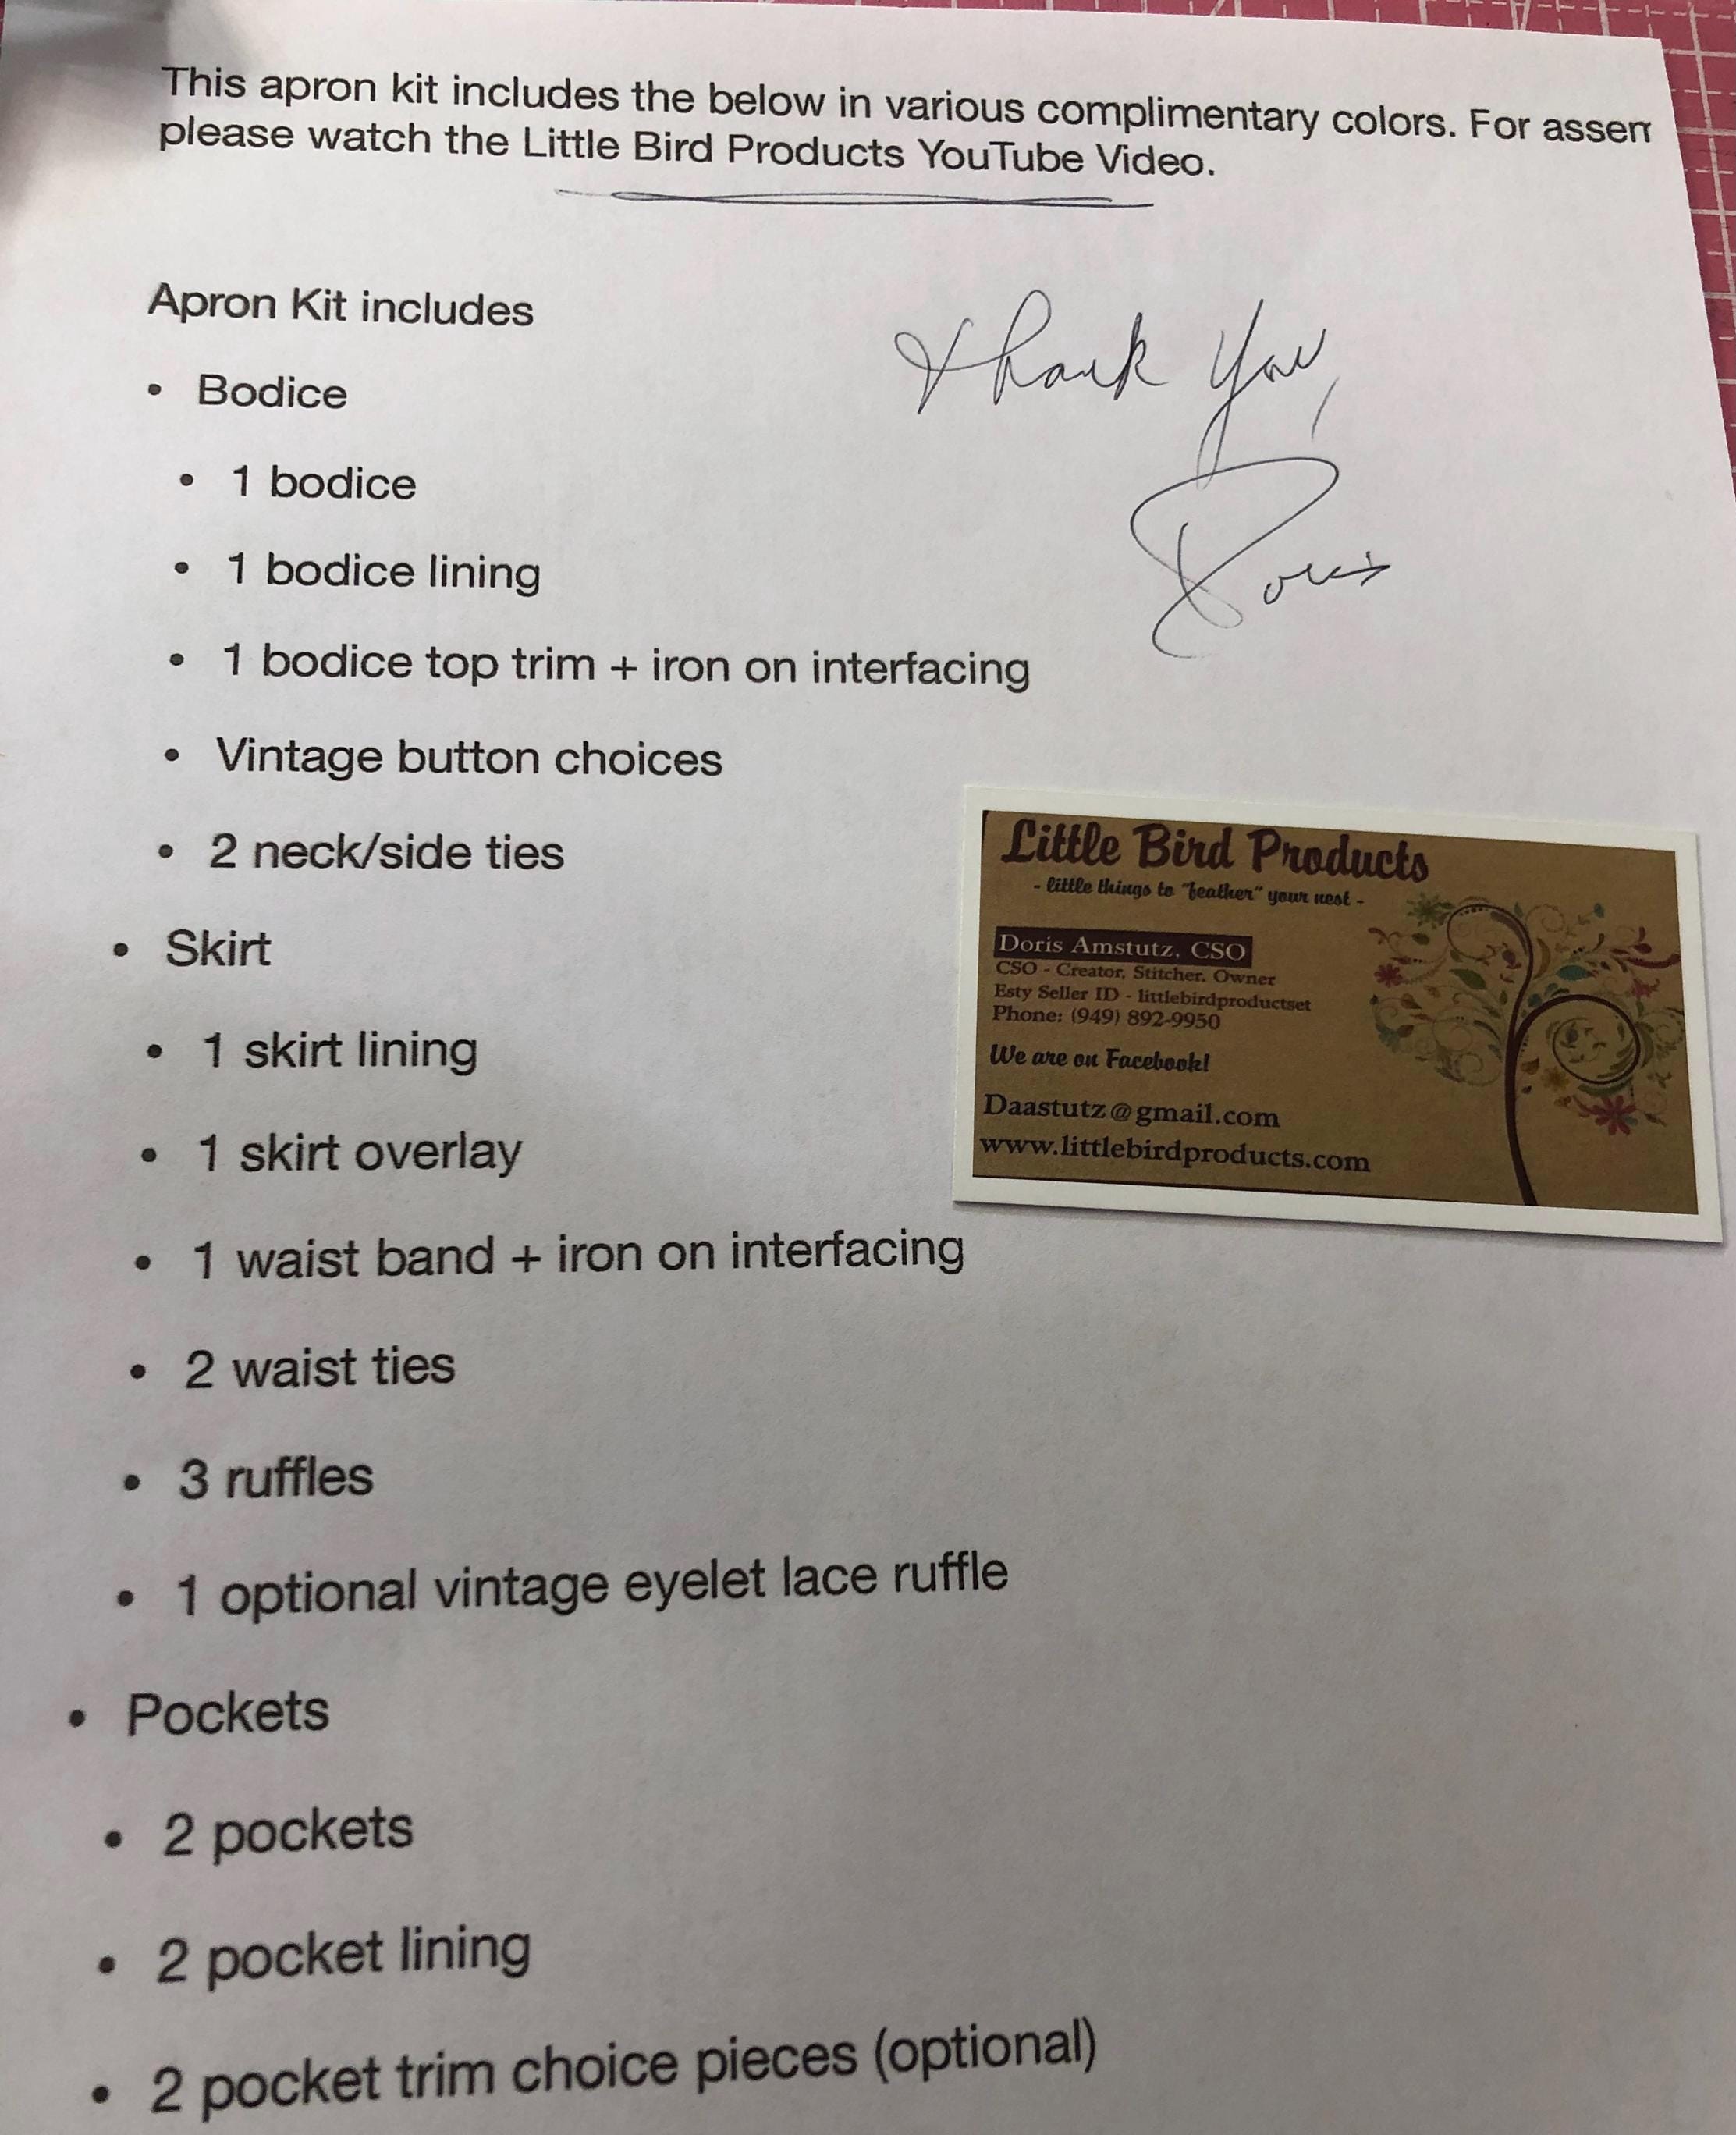 This apron kit includes the below in various complimentary colors. For assem
please watch the Little Bird Products YouTube Video.
Apron Kit includes
• Bodice
• 1 bodice
• 1 bodice lining
• 1 bodice top trim + iron on interfacing
• Vintage button choices
• 2 neck/side ties
• Skirt
• 1 skirt lining
• 1 skirt overlay
• 1 waist band + iron on interfacing
• 2 waist ties
• 3 ruffles
• 1 optional vintage eyelet lace ruffle
• Pockets
• 2 pockets
• 2 pocket lining
• 2 pocket trim choice pieces (optional)
Thank You,
Doris
Little Bird Products
- little things to "feather" your nest -
Doris Amstutz, CSO
CSO - Creator, Stitcher, Owner
Esty Seller ID - littlebirdproductset
Phone: (949) 892-9950
We are on Facebook!
Daastutz@gmail.com
www.littlebirdproducts.com